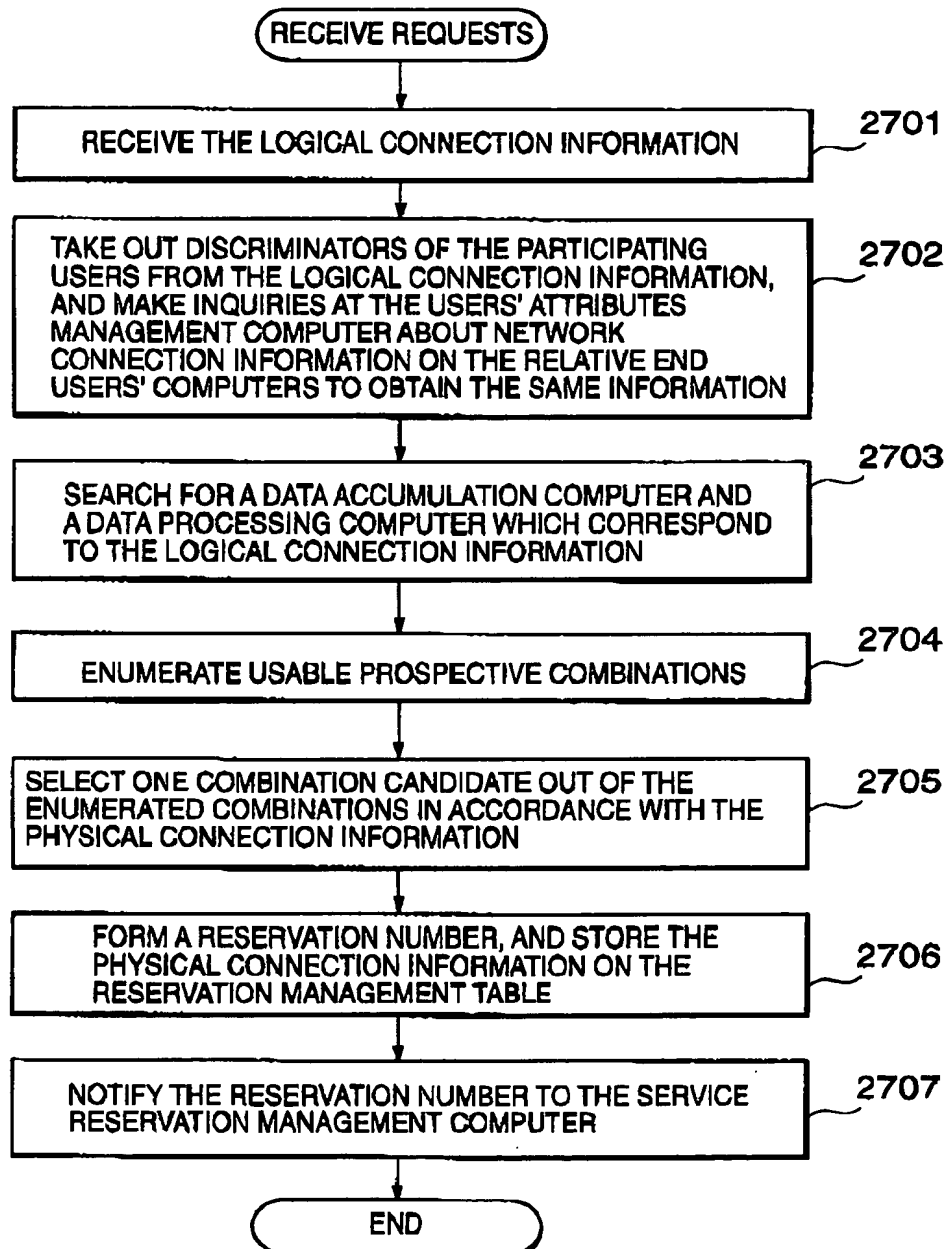 RECEIVE REQUESTS
RECEIVE THE LOGICAL CONNECTION INFORMATION
2701
TAKE OUT DISCRIMINATORS OF THE PARTICIPATING
USERS FROM THE LOGICAL CONNECTION INFORMATION,
AND MAKE INQUIRIES AT THE USERS' ATTRIBUTES
MANAGEMENT COMPUTER ABOUT NETWORK
CONNECTION INFORMATION ON THE RELATIVE END
USERS' COMPUTERS TO OBTAIN THE SAME INFORMATION
2702
SEARCH FOR A DATA ACCUMULATION COMPUTER AND
A DATA PROCESSING COMPUTER WHICH CORRESPOND
TO THE LOGICAL CONNECTION INFORMATION
2703
ENUMERATE USABLE PROSPECTIVE COMBINATIONS
2704
SELECT ONE COMBINATION CANDIDATE OUT OF THE
ENUMERATED COMBINATIONS IN ACCORDANCE WITH THE
PHYSICAL CONNECTION INFORMATION
2705
FORM A RESERVATION NUMBER, AND STORE THE
PHYSICAL CONNECTION INFORMATION ON THE
RESERVATION MANAGEMENT TABLE
2706
NOTIFY THE RESERVATION NUMBER TO THE SERVICE
RESERVATION MANAGEMENT COMPUTER
2707
END